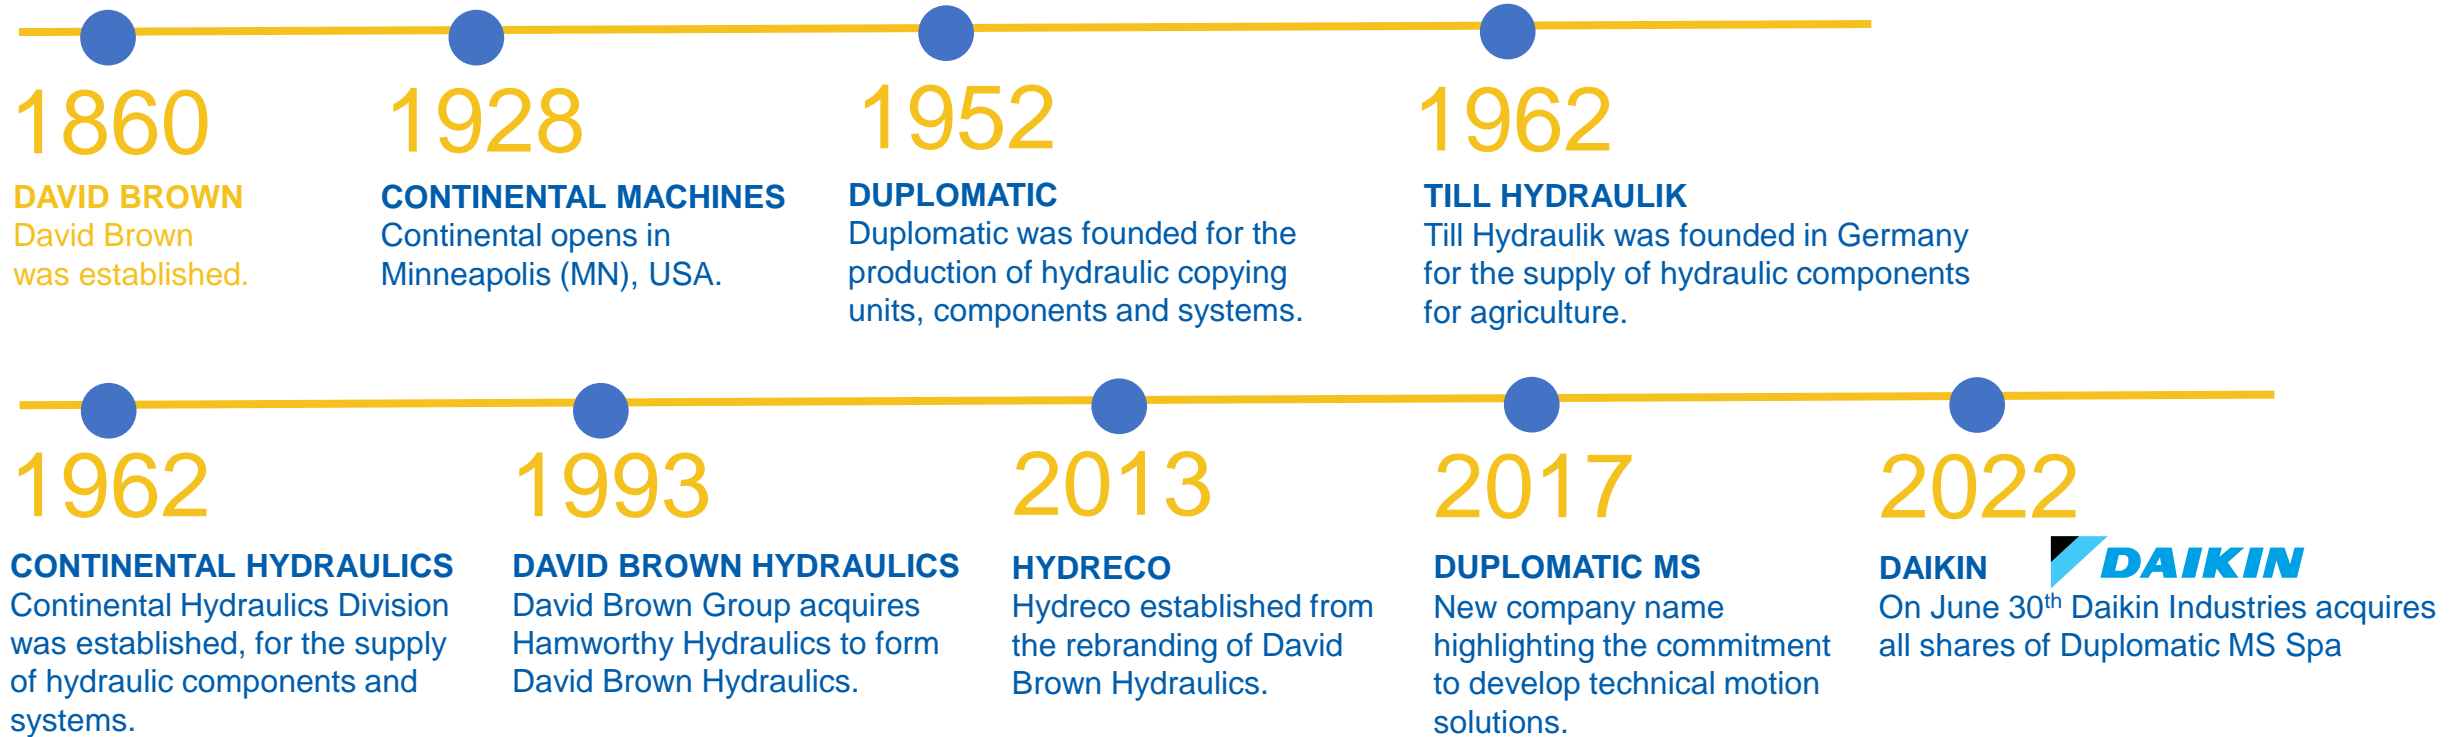 1860
DAVID BROWN
David Brown
was established.
1928
CONTINENTAL MACHINES
Continental opens in
Minneapolis (MN), USA.
1952
DUPLOMATIC
Duplomatic was founded for the
production of hydraulic copying
units, components and systems.
1962
TILL HYDRAULIK
Till Hydraulik was founded in Germany
for the supply of hydraulic components
for agriculture.
1962
CONTINENTAL HYDRAULICS
Continental Hydraulics Division
was established, for the supply
of hydraulic components and
systems.
1993
DAVID BROWN HYDRAULICS
David Brown Group acquires
Hamworthy Hydraulics to form
David Brown Hydraulics.
2013
HYDRECO
Hydreco established from
the rebranding of David
Brown Hydraulics.
2017
DUPLOMATIC MS
New company name
highlighting the commitment
to develop technical motion
solutions.
2022
DAIKIN
DAIKIN
On June 30th Daikin Industries acquires
all shares of Duplomatic MS Spa